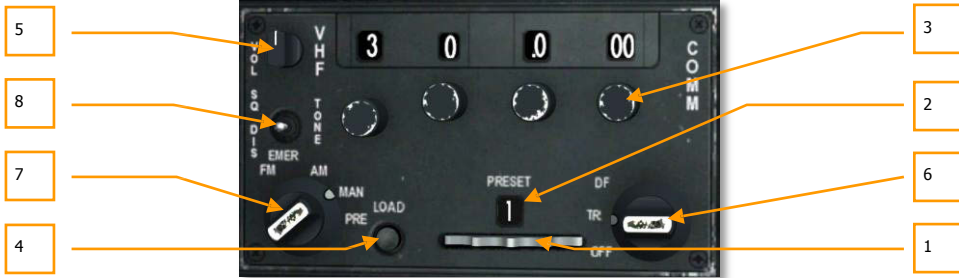 5
8
7
4
VHF
VOL
SQ DIS
TONE
3 0 .0 00
COMM
EMER
FM
AM
MAN
PRE
LOAD
PRESET
1
DF
TR
OFF
3
2
6
1